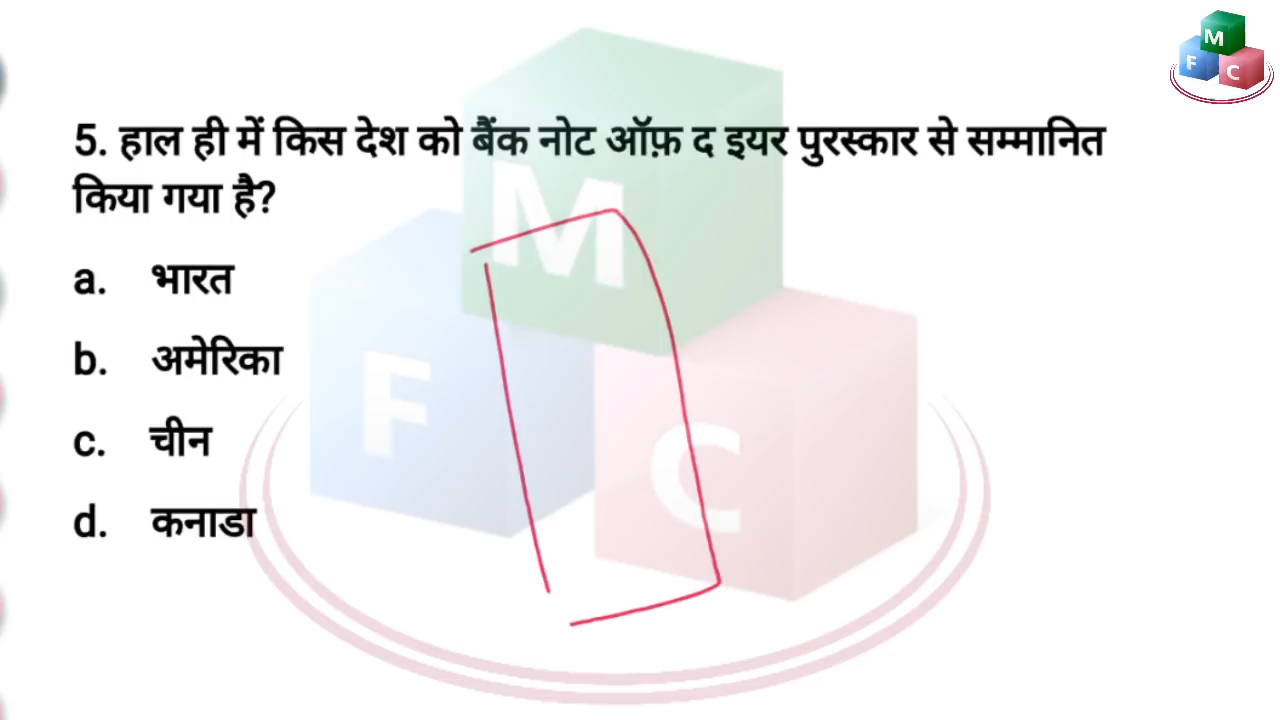 5. हाल ही में किस देश को बैंक नोट ऑफ़ द इयर पुरस्कार से सम्मानित
किया गया है?
a. भारत
b. अमेरिका
c. चीन
d. कनाडा
M
F
C
M
F
C